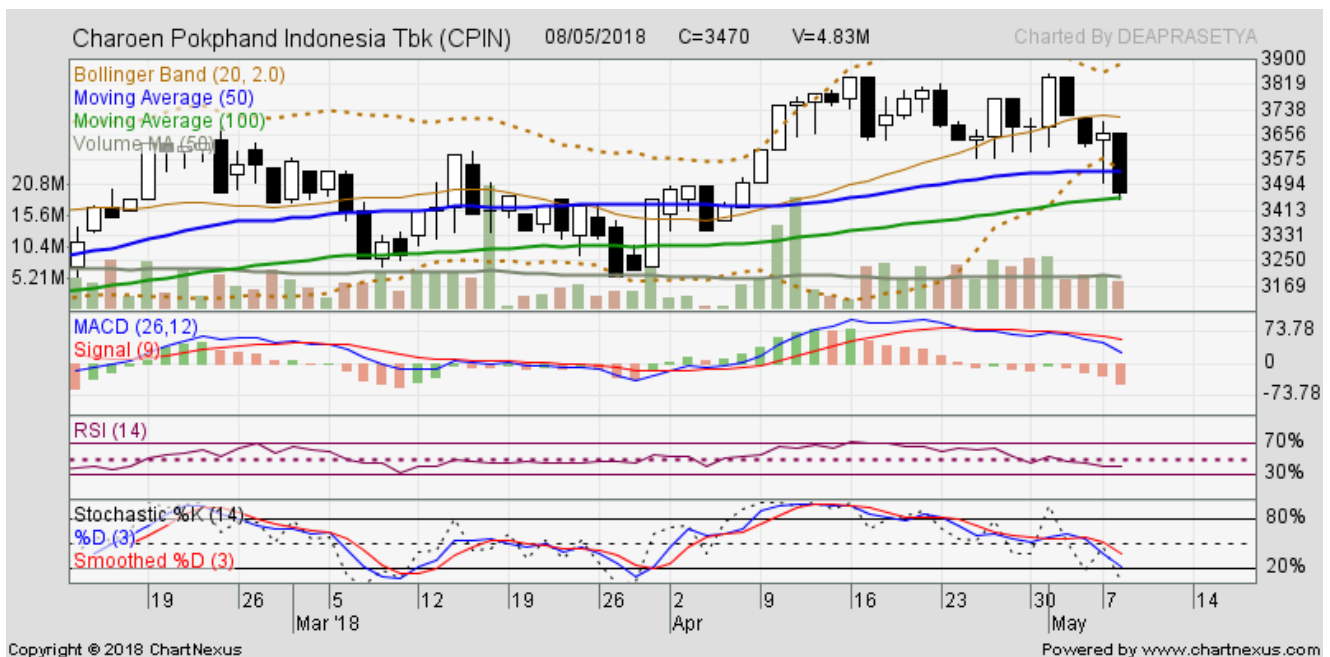 Charoen Pokphand Indonesia Tbk (CPIN) 08/05/2018 C=3470 V=4.83M Charted By DEAPRASETYA
Bollinger Band (20, 2.0)
Moving Average (50)
Moving Average (100)
Volume MA (50)
20.8M
15.6M
10.4M
5.21M
3900
3819
3738
3656
3575
3494
3413
3331
3250
3169
MACD (26,12)
Signal (9)
73.78
0
-73.78
RSI (14)
70%
30%
Stochastic %K (14)
%D (3)
Smoothed %D (3)
80%
20%
19 26 5 12 19 26 2 9 16 23 30 7 14
Mar '18 Apr May
Copyright © 2018 ChartNexus Powered by www.chartnexus.com